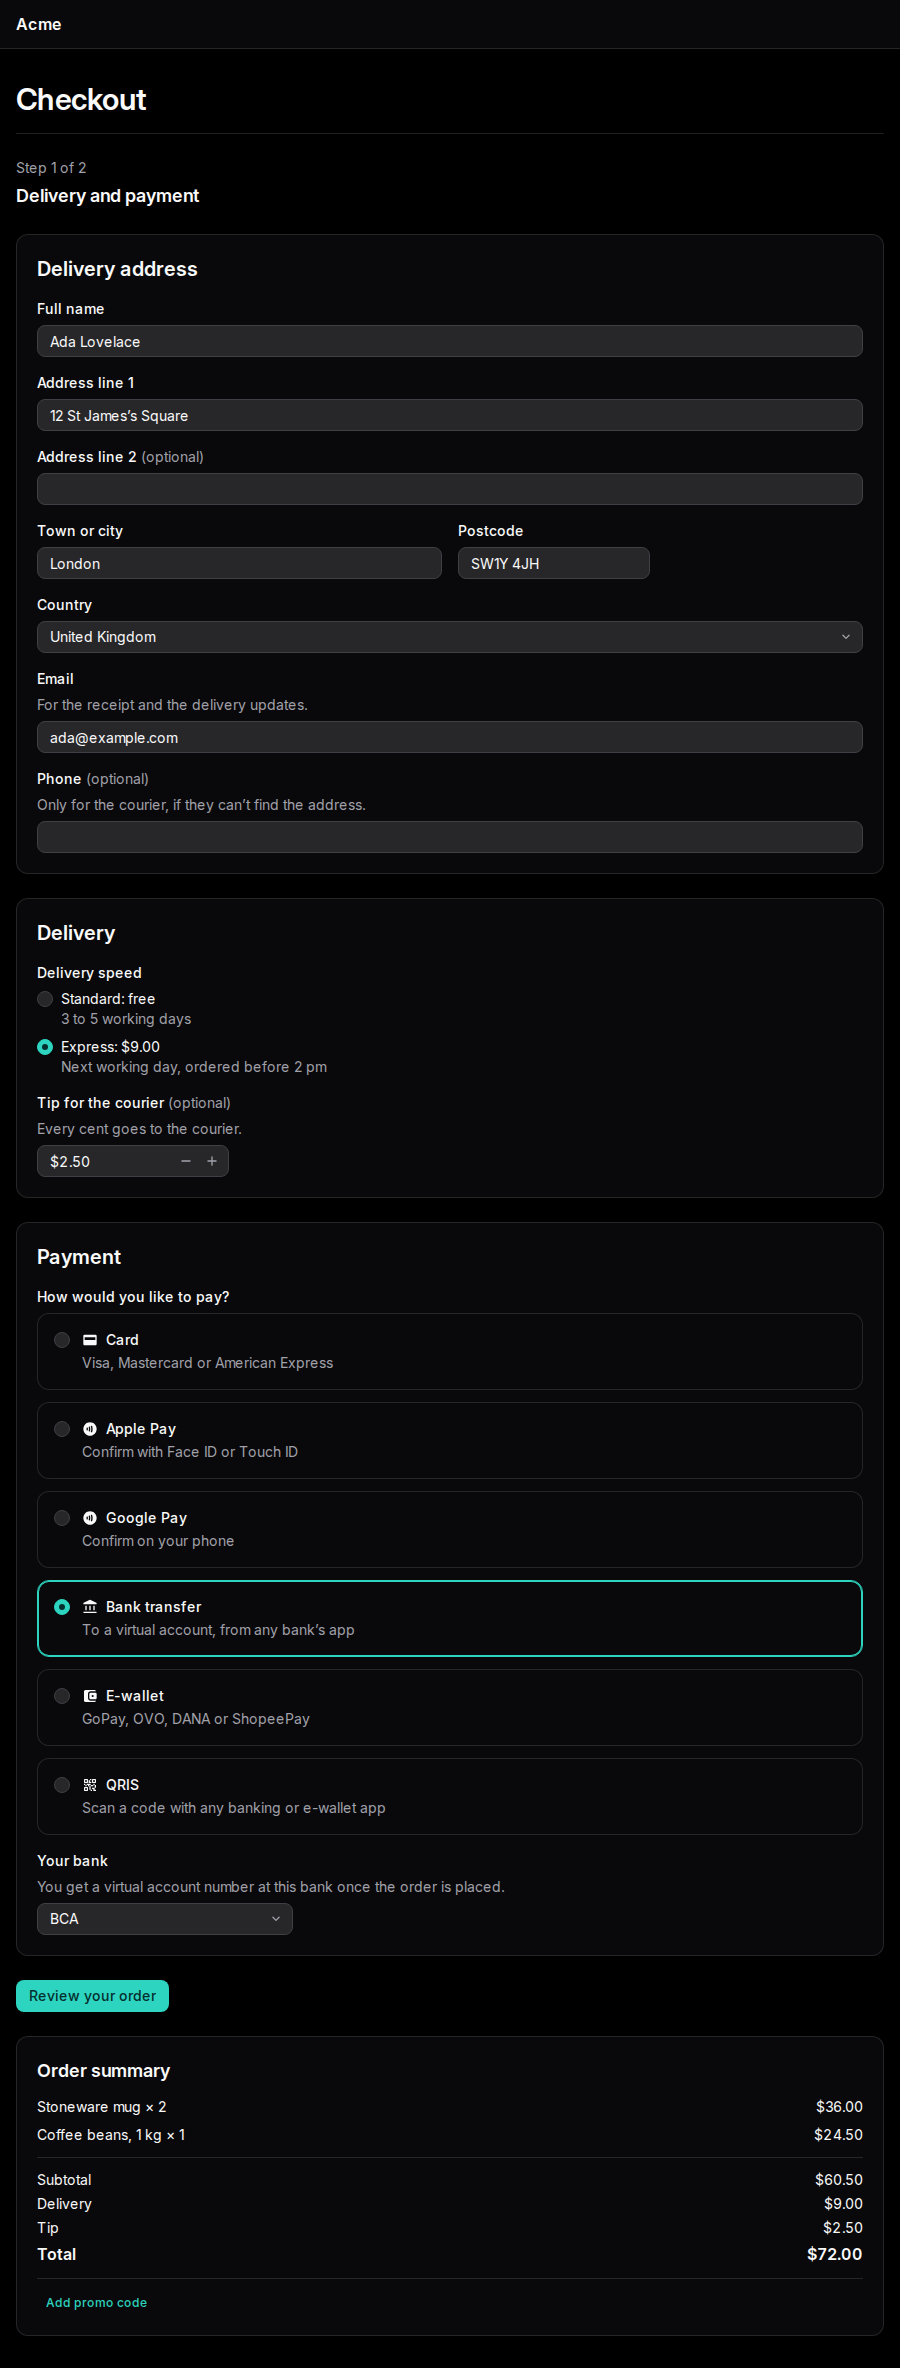 Acme
Checkout
Step 1 of 2
Delivery and payment
Delivery address
Full name
Ada Lovelace
Address line 1
12 St James’s Square
Address line 2 (optional)
Town or city
Postcode
London
SW1Y 4JH
Country
United Kingdom
Email
For the receipt and the delivery updates.
ada@example.com
Phone (optional)
Only for the courier, if they can’t find the address.
Delivery
Delivery speed
Standard: free
3 to 5 working days
Express: $9.00
Next working day, ordered before 2 pm
Tip for the courier (optional)
Every cent goes to the courier.
$2.50
Payment
How would you like to pay?
Card
Visa, Mastercard or American Express
Apple Pay
Confirm with Face ID or Touch ID
Google Pay
Confirm on your phone
Bank transfer
To a virtual account, from any bank’s app
E-wallet
GoPay, OVO, DANA or ShopeePay
QRIS
Scan a code with any banking or e-wallet app
Your bank
You get a virtual account number at this bank once the order is placed.
BCA
Review your order
Order summary
Stoneware mug × 2 $36.00
Coffee beans, 1 kg × 1 $24.50
Subtotal $60.50
Delivery $9.00
Tip $2.50
Total $72.00
Add promo code